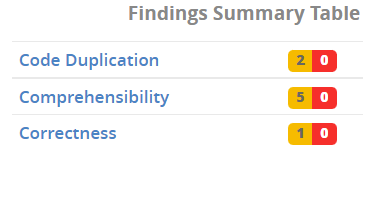 Findings Summary Table
Code Duplication 2 0
Comprehensibility 5 0
Correctness 1 0